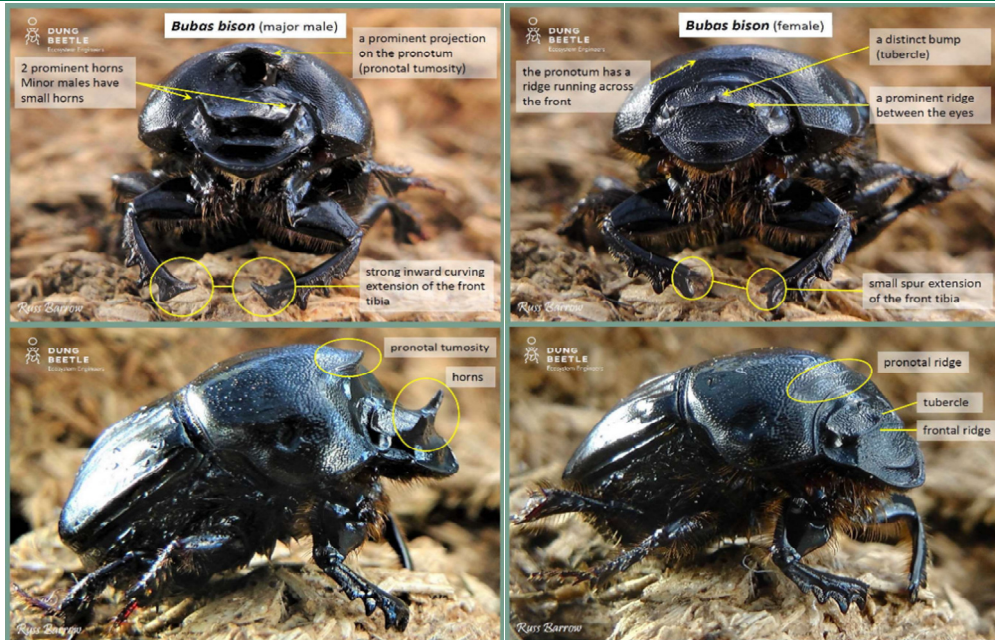 DUNG
BEETLE
Ecosystem Engineers
Bubas bison (major male)
a prominent projection
on the pronotum
(pronotal tumosity)
2 prominent horns
Minor males have
small horns
strong inward curving
extension of the front
tibia
Russ Barrow
DUNG
BEETLE
Ecosystem Engineers
Bubas bison (female)
a distinct bump
(tubercle)
the pronotum has a
ridge running across
the front
a prominent ridge
between the eyes
small spur extension
of the front tibia
Russ Barrow
DUNG
BEETLE
Ecosystem Engineers
pronotal tumosity
horns
Russ Barrow
DUNG
BEETLE
Ecosystem Engineers
pronotal ridge
tubercle
frontal ridge
Russ Barrow